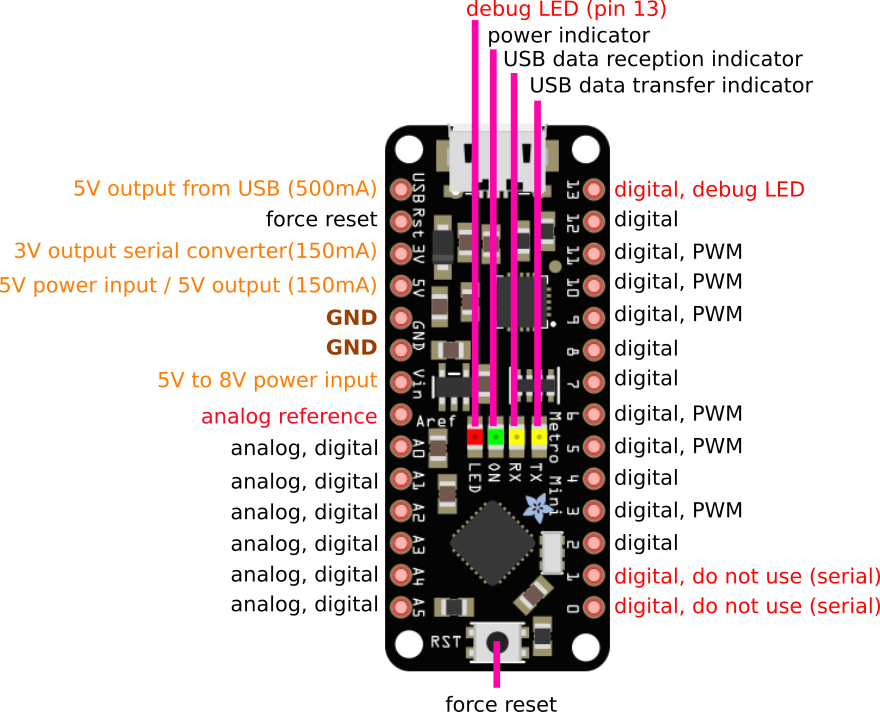 debug LED (pin 13)
power indicator
USB data reception indicator
USB data transfer indicator
5V output from USB (500mA)
USB
13
digital, debug LED
force reset
Rst
12
digital
3V output serial converter(150mA)
3V
11
digital, PWM
5V power input / 5V output (150mA)
5V
10
digital, PWM
GND
GND
9
digital, PWM
GND
8
digital
5V to 8V power input
Vin
7
digital
analog reference
Aref
6
digital, PWM
Metro Mini
analog, digital
A0
5
digital, PWM
LED
ON
RX
TX
analog, digital
A1
4
digital
analog, digital
A2
3
digital, PWM
analog, digital
A3
2
digital
analog, digital
A4
1
digital, do not use (serial)
analog, digital
A5
0
digital, do not use (serial)
RST
force reset